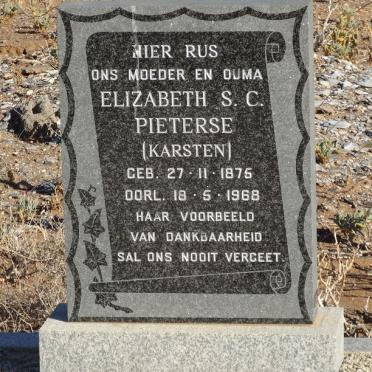 HIER RUS
ONS MOEDER EN OUMA
ELIZABETH S. C.
PIETERSE
(KARSTEN)
GEB. 27·11·1875
OORL. 18·5·1968
HAAR VOORBEELD
VAN DANKBAARHEID
SAL ONS NOOIT VERGEET.